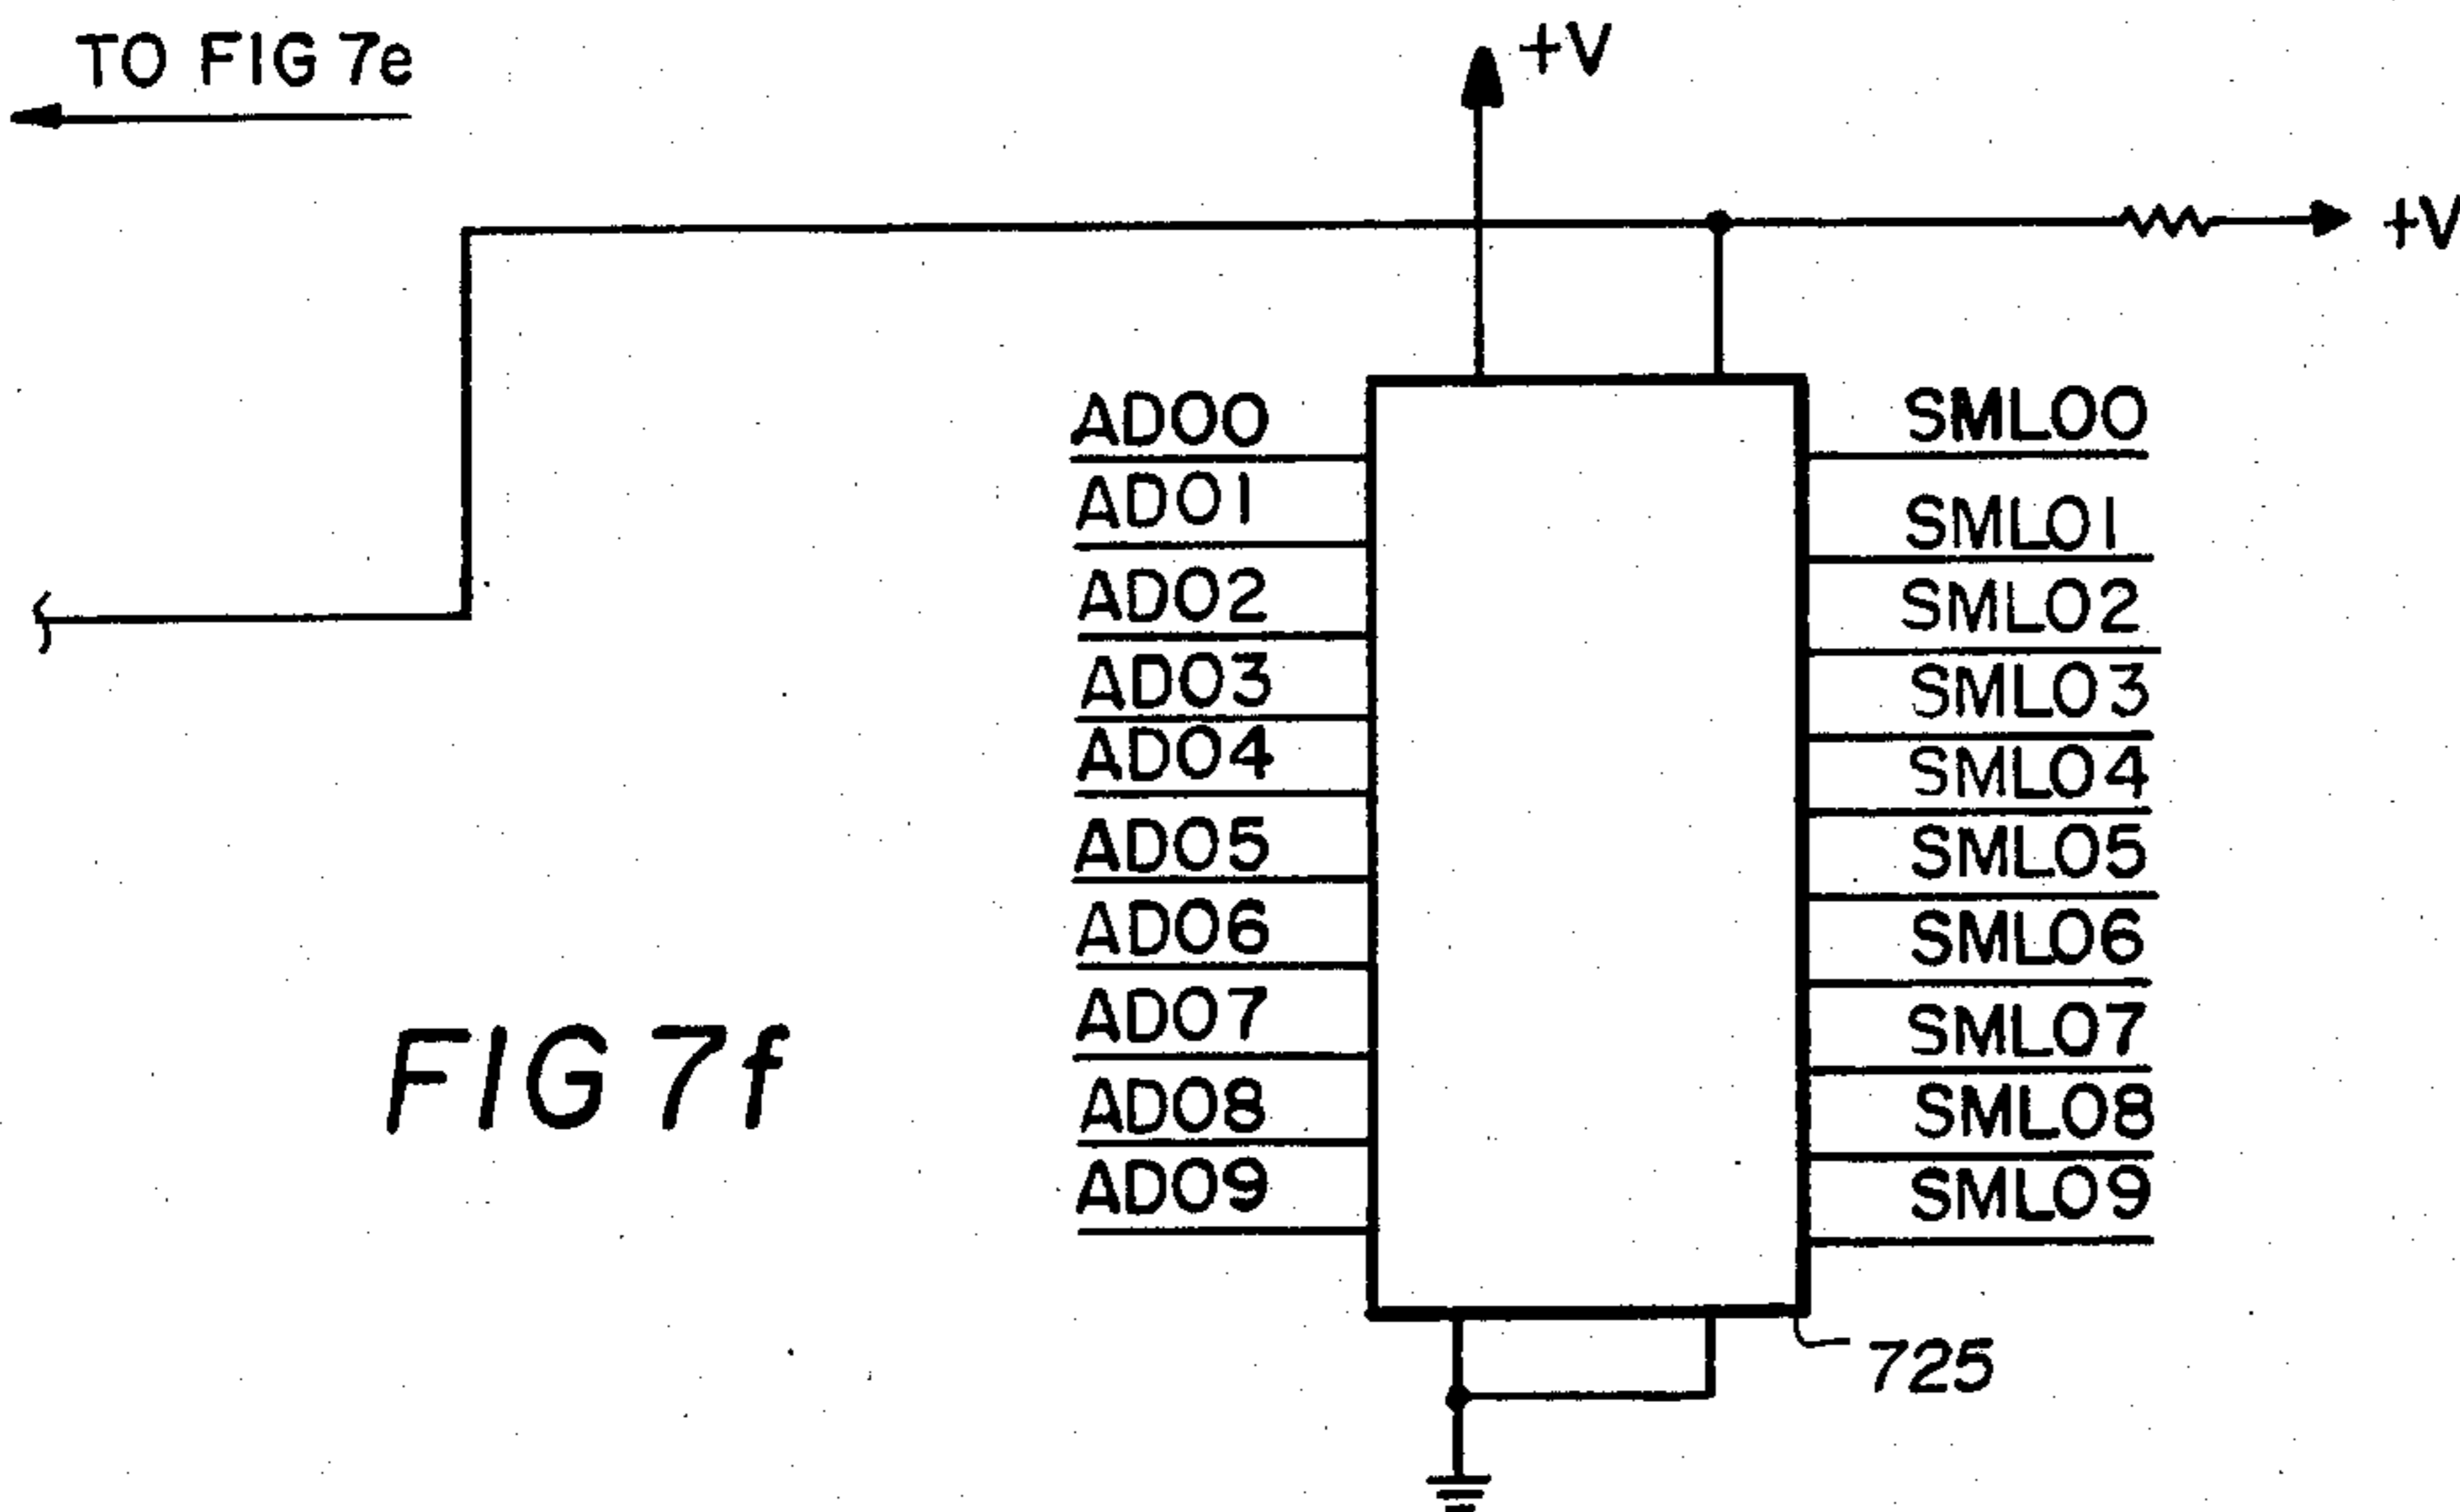 TO FIG 7e
+V
+V
AD00
AD01
AD02
AD03
AD04
AD05
AD06
AD07
AD08
AD09
SML00
SML01
SML02
SML03
SML04
SML05
SML06
SML07
SML08
SML09
FIG 7f
725